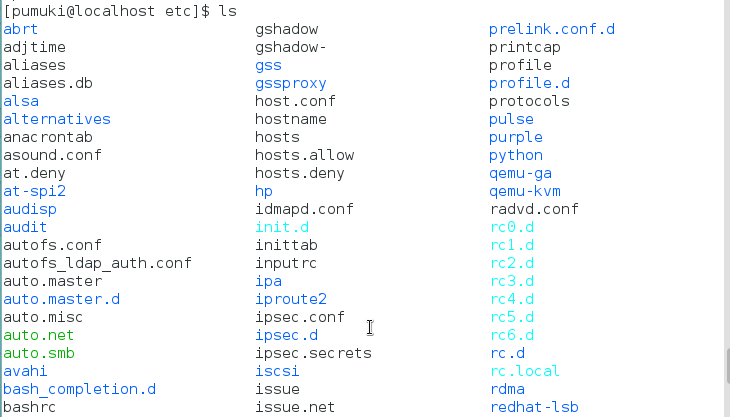 [pumuki@localhost etc]$ ls
abrt gshadow prelink.conf.d
adjtime gshadow- printcap
aliases gss profile
aliases.db gssproxy profile.d
alsa host.conf protocols
alternatives hostname pulse
anacrontab hosts purple
asound.conf hosts.allow python
at.deny hosts.deny qemu-ga
at-spi2 hp qemu-kvm
audisp idmapd.conf radvd.conf
audit init.d rc0.d
autofs.conf inittab rc1.d
autofs_ldap_auth.conf inputrc rc2.d
auto.master ipa rc3.d
auto.master.d iproute2 rc4.d
auto.misc ipsec.conf rc5.d
auto.net ipsec.d rc6.d
auto.smb ipsec.secrets rc.d
avahi iscsi rc.local
bash_completion.d issue rdma
bashrc issue.net redhat-lsb